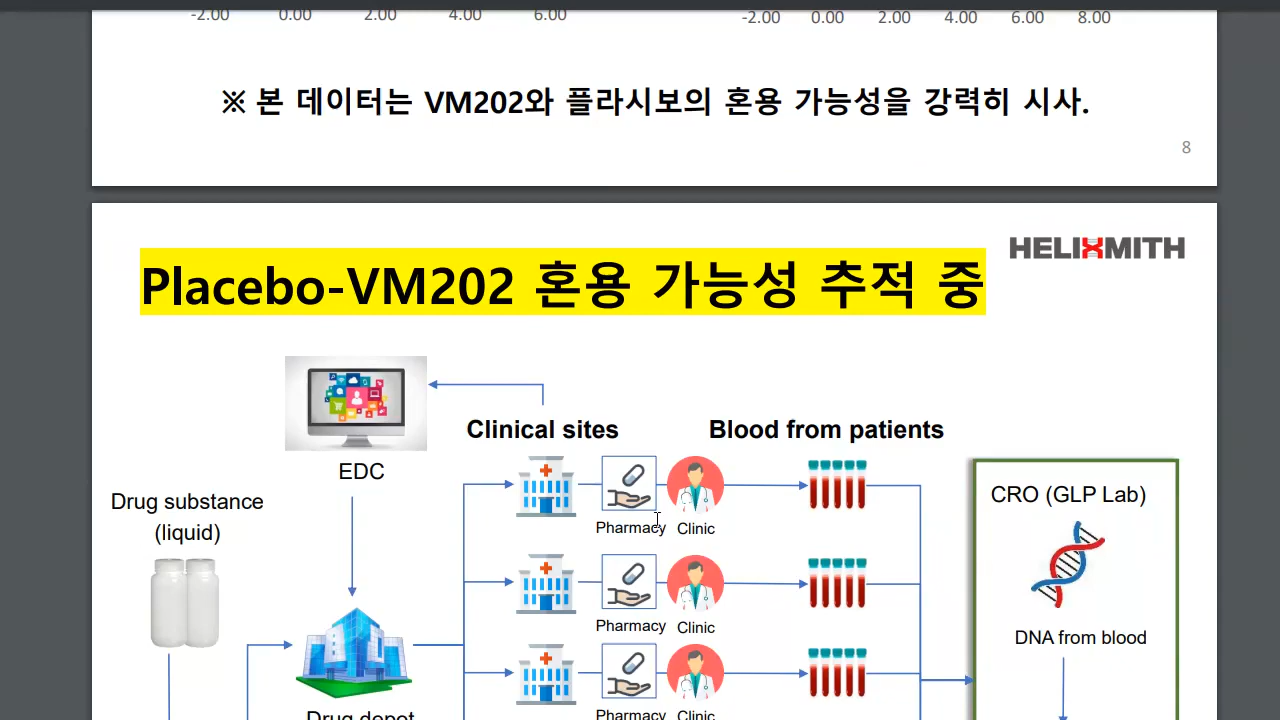 -2.00 0.00 2.00 4.00 6.00 -2.00 0.00 2.00 4.00 6.00 8.00
※ 본 데이터는 VM202와 플라시보의 혼용 가능성을 강력히 시사.
8
HELIXMITH
Placebo-VM202 혼용 가능성 추적 중
Clinical sites Blood from patients
EDC
Drug substance
(liquid)
CRO (GLP Lab)
Pharmacy Clinic
Pharmacy Clinic
DNA from blood
Pharmacy Clinic
Drug depot